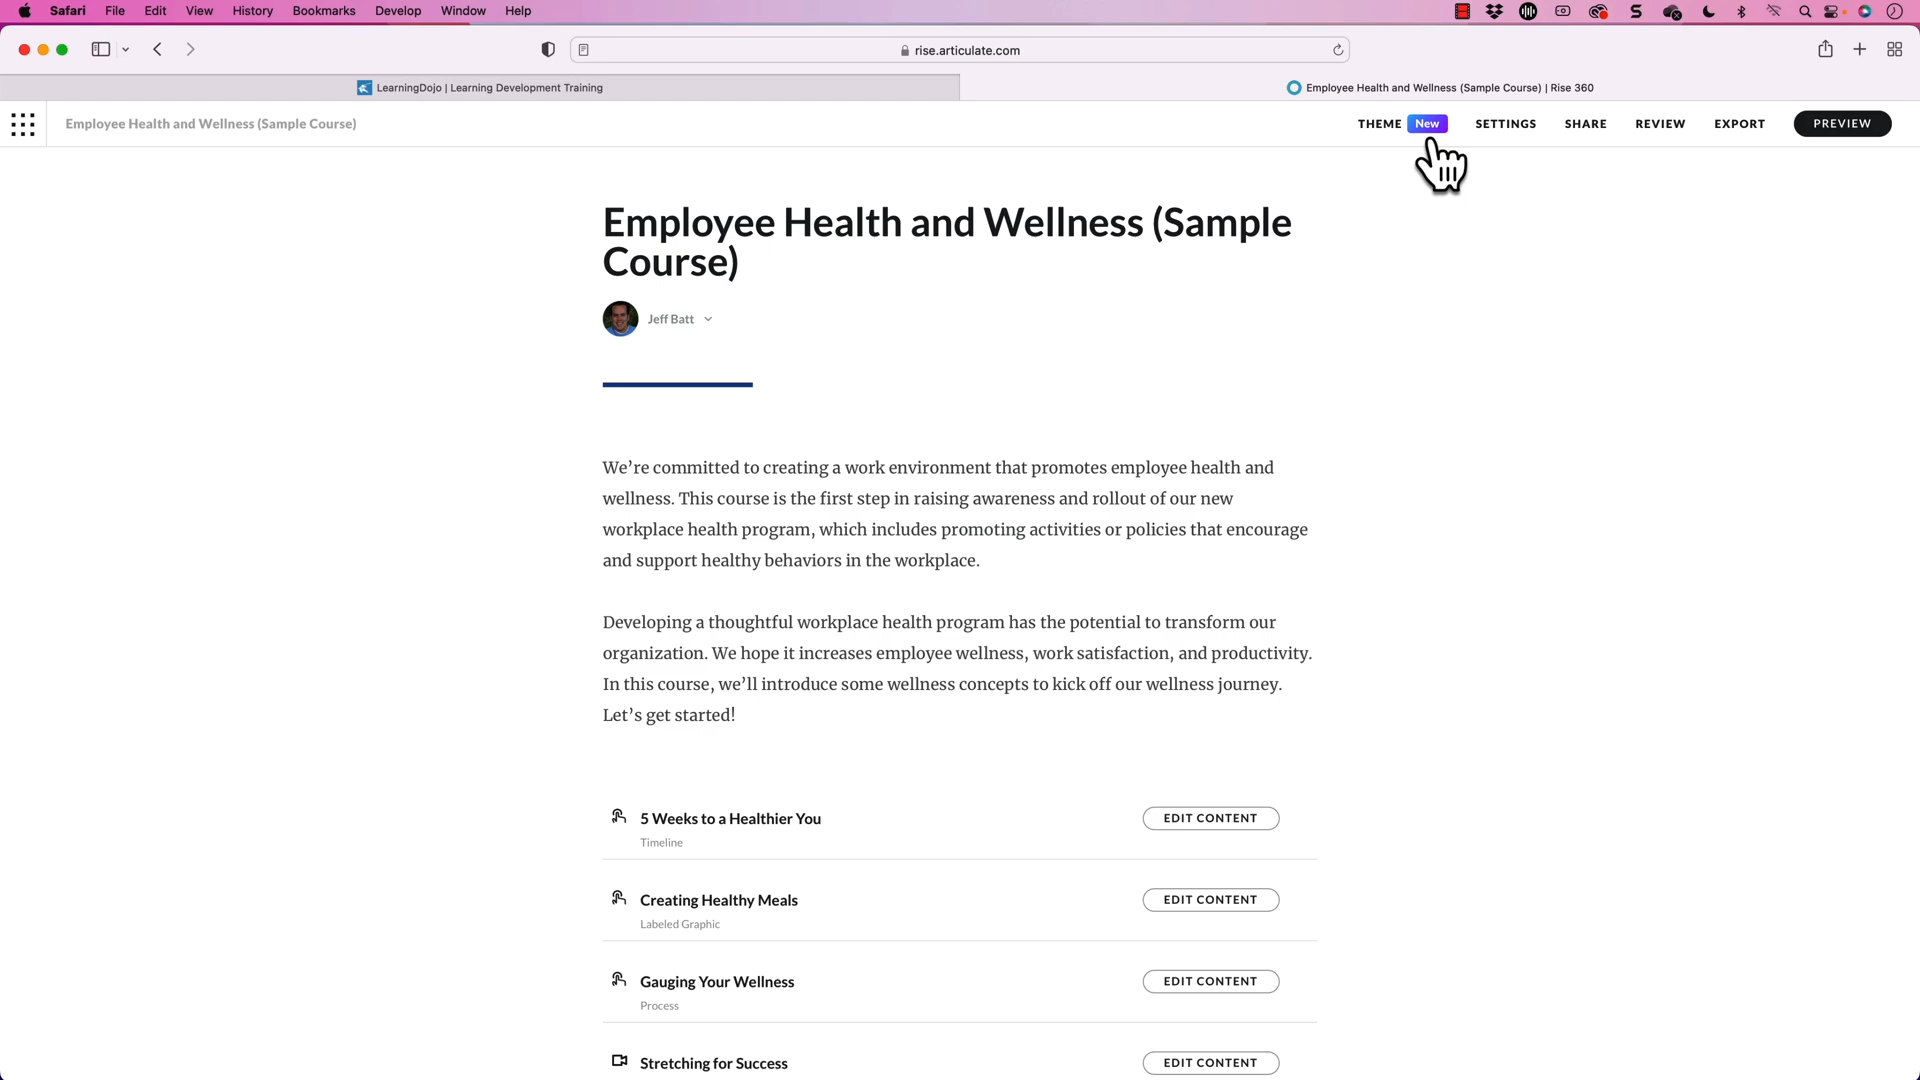 Safari File Edit View History Bookmarks Develop Window Help
rise.articulate.com
LearningDojo | Learning Development Training
Employee Health and Wellness (Sample Course) | Rise 360
Employee Health and Wellness (Sample Course)
THEME New SETTINGS SHARE REVIEW EXPORT PREVIEW
Employee Health and Wellness (Sample
Course)
Jeff Batt
We’re committed to creating a work environment that promotes employee health and
wellness. This course is the first step in raising awareness and rollout of our new
workplace health program, which includes promoting activities or policies that encourage
and support healthy behaviors in the workplace.
Developing a thoughtful workplace health program has the potential to transform our
organization. We hope it increases employee wellness, work satisfaction, and productivity.
In this course, we’ll introduce some wellness concepts to kick off our wellness journey.
Let’s get started!
5 Weeks to a Healthier You EDIT CONTENT
Timeline
Creating Healthy Meals EDIT CONTENT
Labeled Graphic
Gauging Your Wellness EDIT CONTENT
Process
Stretching for Success EDIT CONTENT